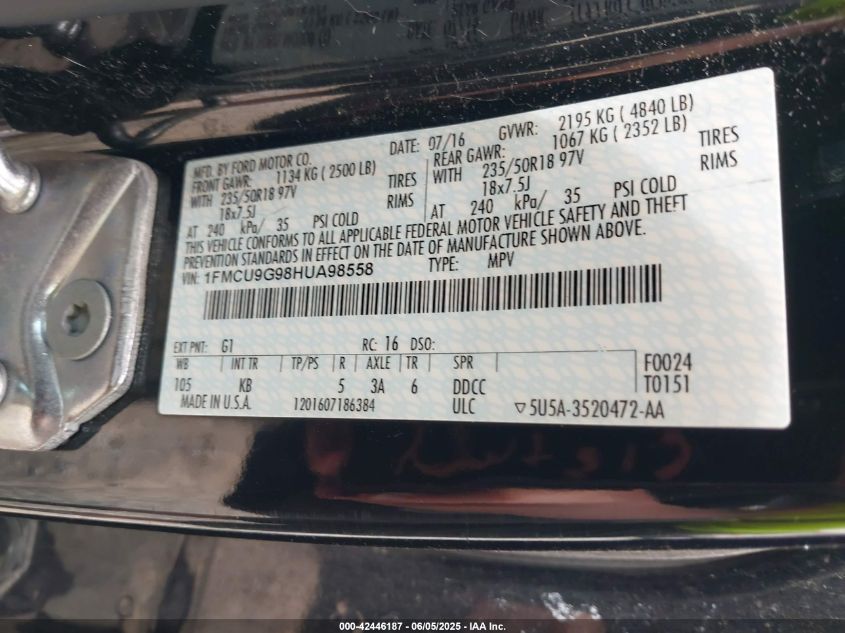 MFD. BY FORD MOTOR CO. DATE: 07/16 GVWR: 2195 KG ( 4840 LB)
FRONT GAWR: 1134 KG ( 2500 LB) REAR GAWR: 1067 KG ( 2352 LB)
WITH 235/50R18 97V TIRES WITH 235/50R18 97V TIRES
18x7.5J RIMS 18x7.5J RIMS
AT 240 kPa/ 35 PSI COLD AT 240 kPa/ 35 PSI COLD
THIS VEHICLE CONFORMS TO ALL APPLICABLE FEDERAL MOTOR VEHICLE SAFETY AND THEFT
PREVENTION STANDARDS IN EFFECT ON THE DATE OF MANUFACTURE SHOWN ABOVE.
VIN: 1FMCU9G98HUA98558 TYPE: MPV
EXT PNT: G1 RC: 16 DSO:
WB INT TR TP/PS R AXLE TR SPR F0024
105 KB 5 3A 6 DDCC T0151
MADE IN U.S.A. 1201607186384 ULC ▽5U5A-3520472-AA
000-42446187 - 06/05/2025 - IAA Inc.